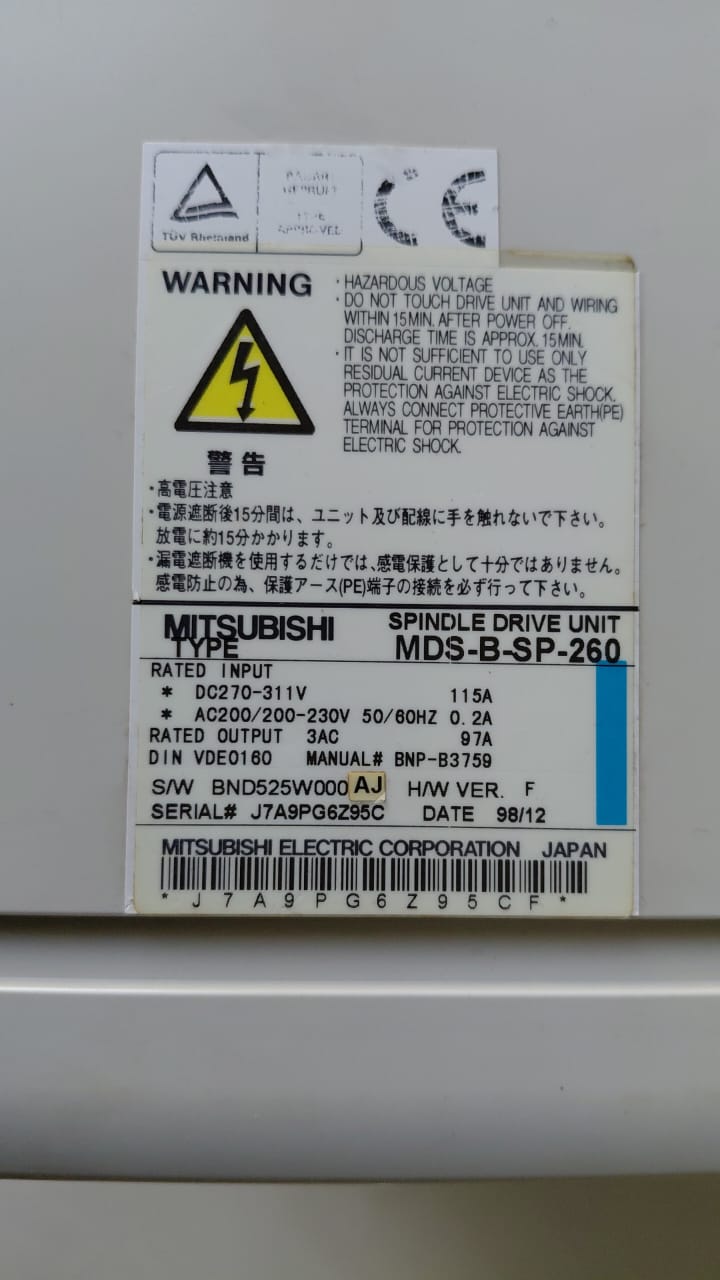 TÜV Rheinland
TYPE
APPROVED
CE
WARNING
・HAZARDOUS VOLTAGE
・DO NOT TOUCH DRIVE UNIT AND WIRING
WITHIN 15MIN. AFTER POWER OFF.
DISCHARGE TIME IS APPROX. 15MIN.
・IT IS NOT SUFFICIENT TO USE ONLY
RESIDUAL CURRENT DEVICE AS THE
PROTECTION AGAINST ELECTRIC SHOCK.
ALWAYS CONNECT PROTECTIVE EARTH(PE)
TERMINAL FOR PROTECTION AGAINST
ELECTRIC SHOCK.
警告
・高電圧注意
・電源遮断後15分間は、ユニット及び配線に手を触れないで下さい。
放電に約15分かかります。
・漏電遮断機を使用するだけでは、感電保護として十分ではありません。
感電防止の為、保護アース(PE)端子の接続を必ず行って下さい。
MITSUBISHI SPINDLE DRIVE UNIT
TYPE MDS-B-SP-260
RATED INPUT
* DC270-311V 115A
* AC200/200-230V 50/60HZ 0.2A
RATED OUTPUT 3AC 97A
DIN VDE0160 MANUAL# BNP-B3759
S/W BND525W000 AJ H/W VER. F
SERIAL# J7A9PG6Z95C DATE 98/12
MITSUBISHI ELECTRIC CORPORATION JAPAN
* J 7 A 9 P G 6 Z 9 5 C F *